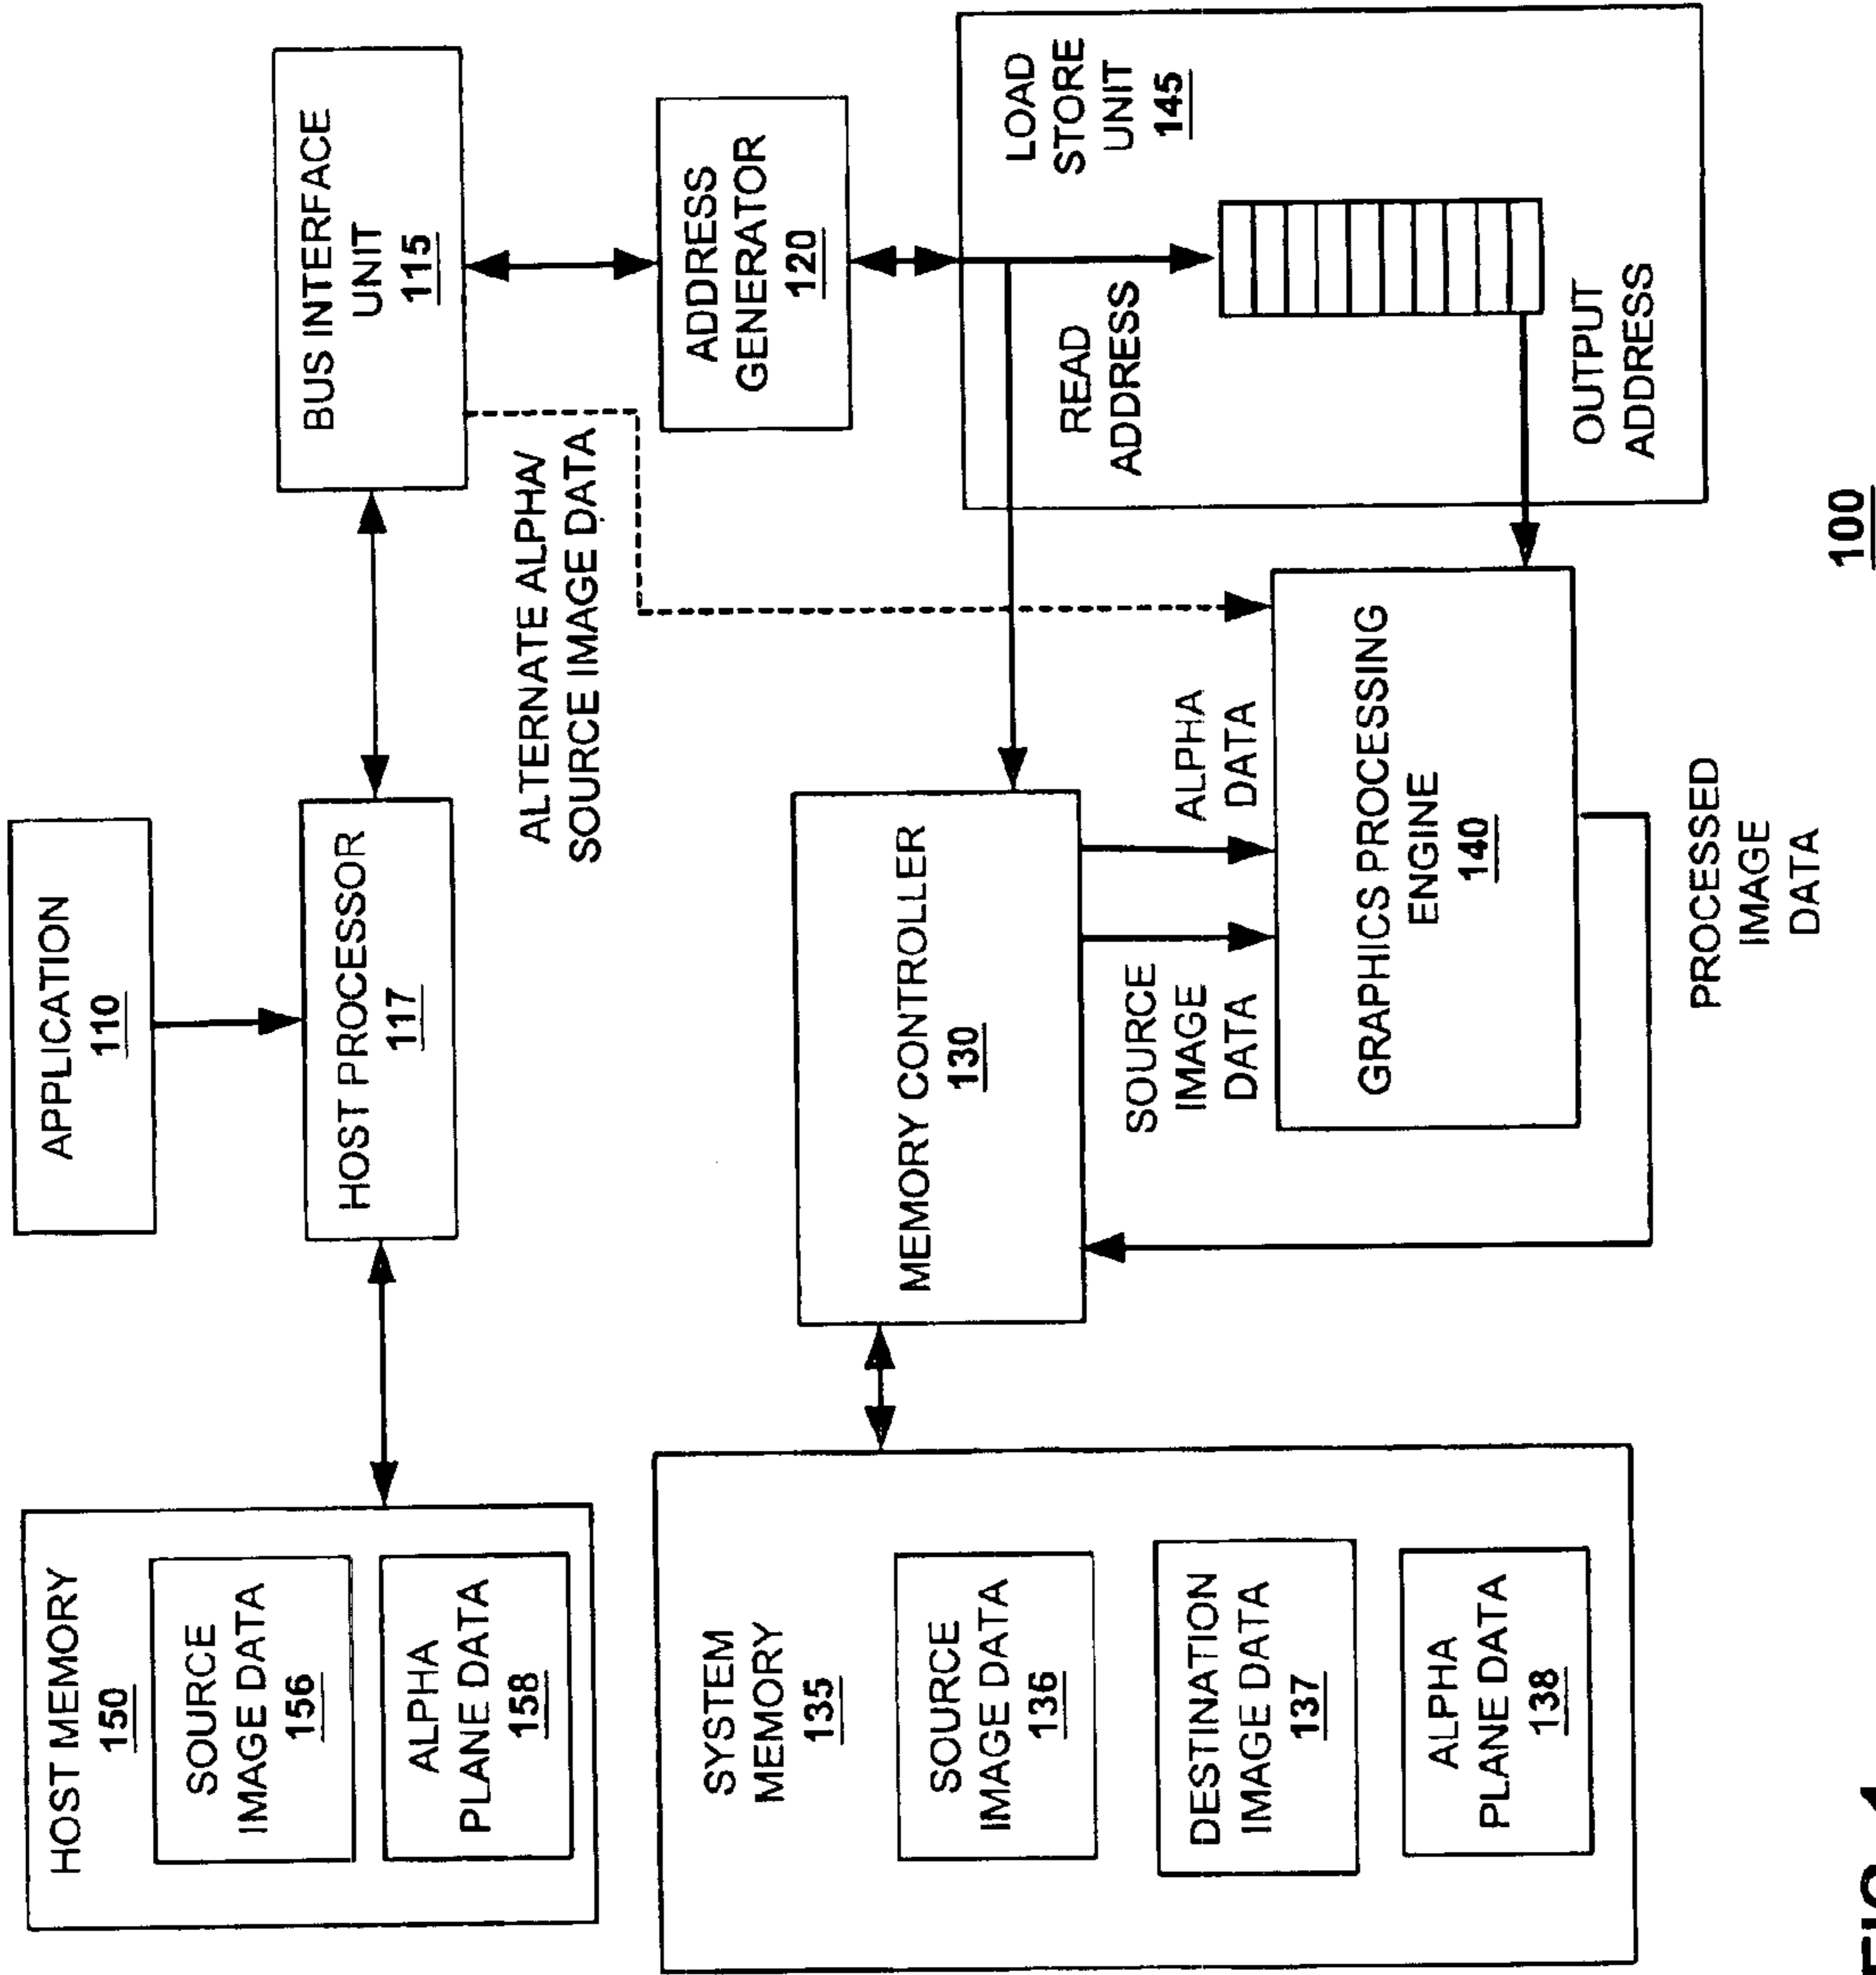 APPLICATION
110
HOST MEMORY
150
SOURCE
IMAGE DATA
156
ALPHA
PLANE DATA
158
HOST PROCESSOR
117
BUS INTERFACE
UNIT
115
ALTERNATE ALPHA/
SOURCE IMAGE DATA
ADDRESS
GENERATOR
120
SYSTEM
MEMORY
135
SOURCE
IMAGE DATA
136
DESTINATION
IMAGE DATA
137
ALPHA
PLANE DATA
138
MEMORY CONTROLLER
130
SOURCE
IMAGE
DATA
ALPHA
DATA
GRAPHICS PROCESSING
ENGINE
140
PROCESSED
IMAGE
DATA
LOAD
STORE
UNIT
145
READ
ADDRESS
OUTPUT
ADDRESS
100